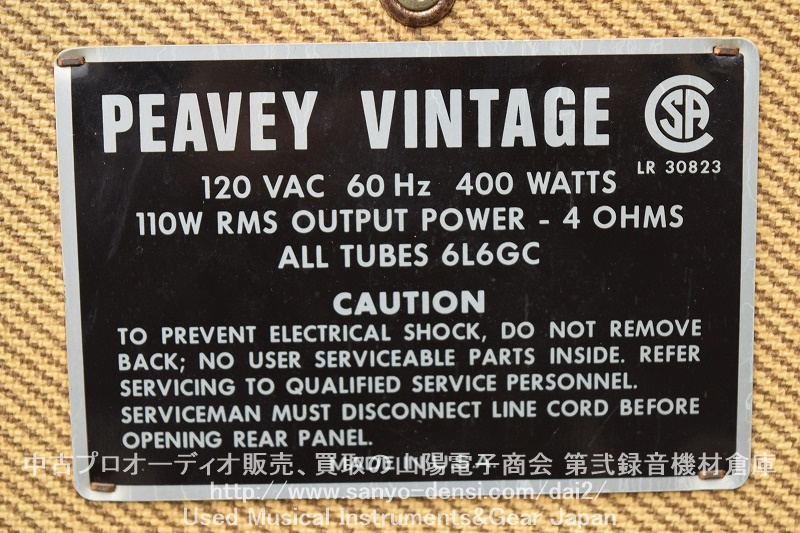 PEAVEY VINTAGE
CSA
LR 30823
120 VAC 60 Hz 400 WATTS
110W RMS OUTPUT POWER - 4 OHMS
ALL TUBES 6L6GC
CAUTION
TO PREVENT ELECTRICAL SHOCK, DO NOT REMOVE
BACK; NO USER SERVICEABLE PARTS INSIDE. REFER
SERVICING TO QUALIFIED SERVICE PERSONNEL.
SERVICEMAN MUST DISCONNECT LINE CORD BEFORE
OPENING REAR PANEL.
中古プロオーディオ販売、買取の 陽電子商会 第弐録音機材倉庫
http://www.sanyo-densi.com/dai2/
Used Musical Instruments&Gear Japan